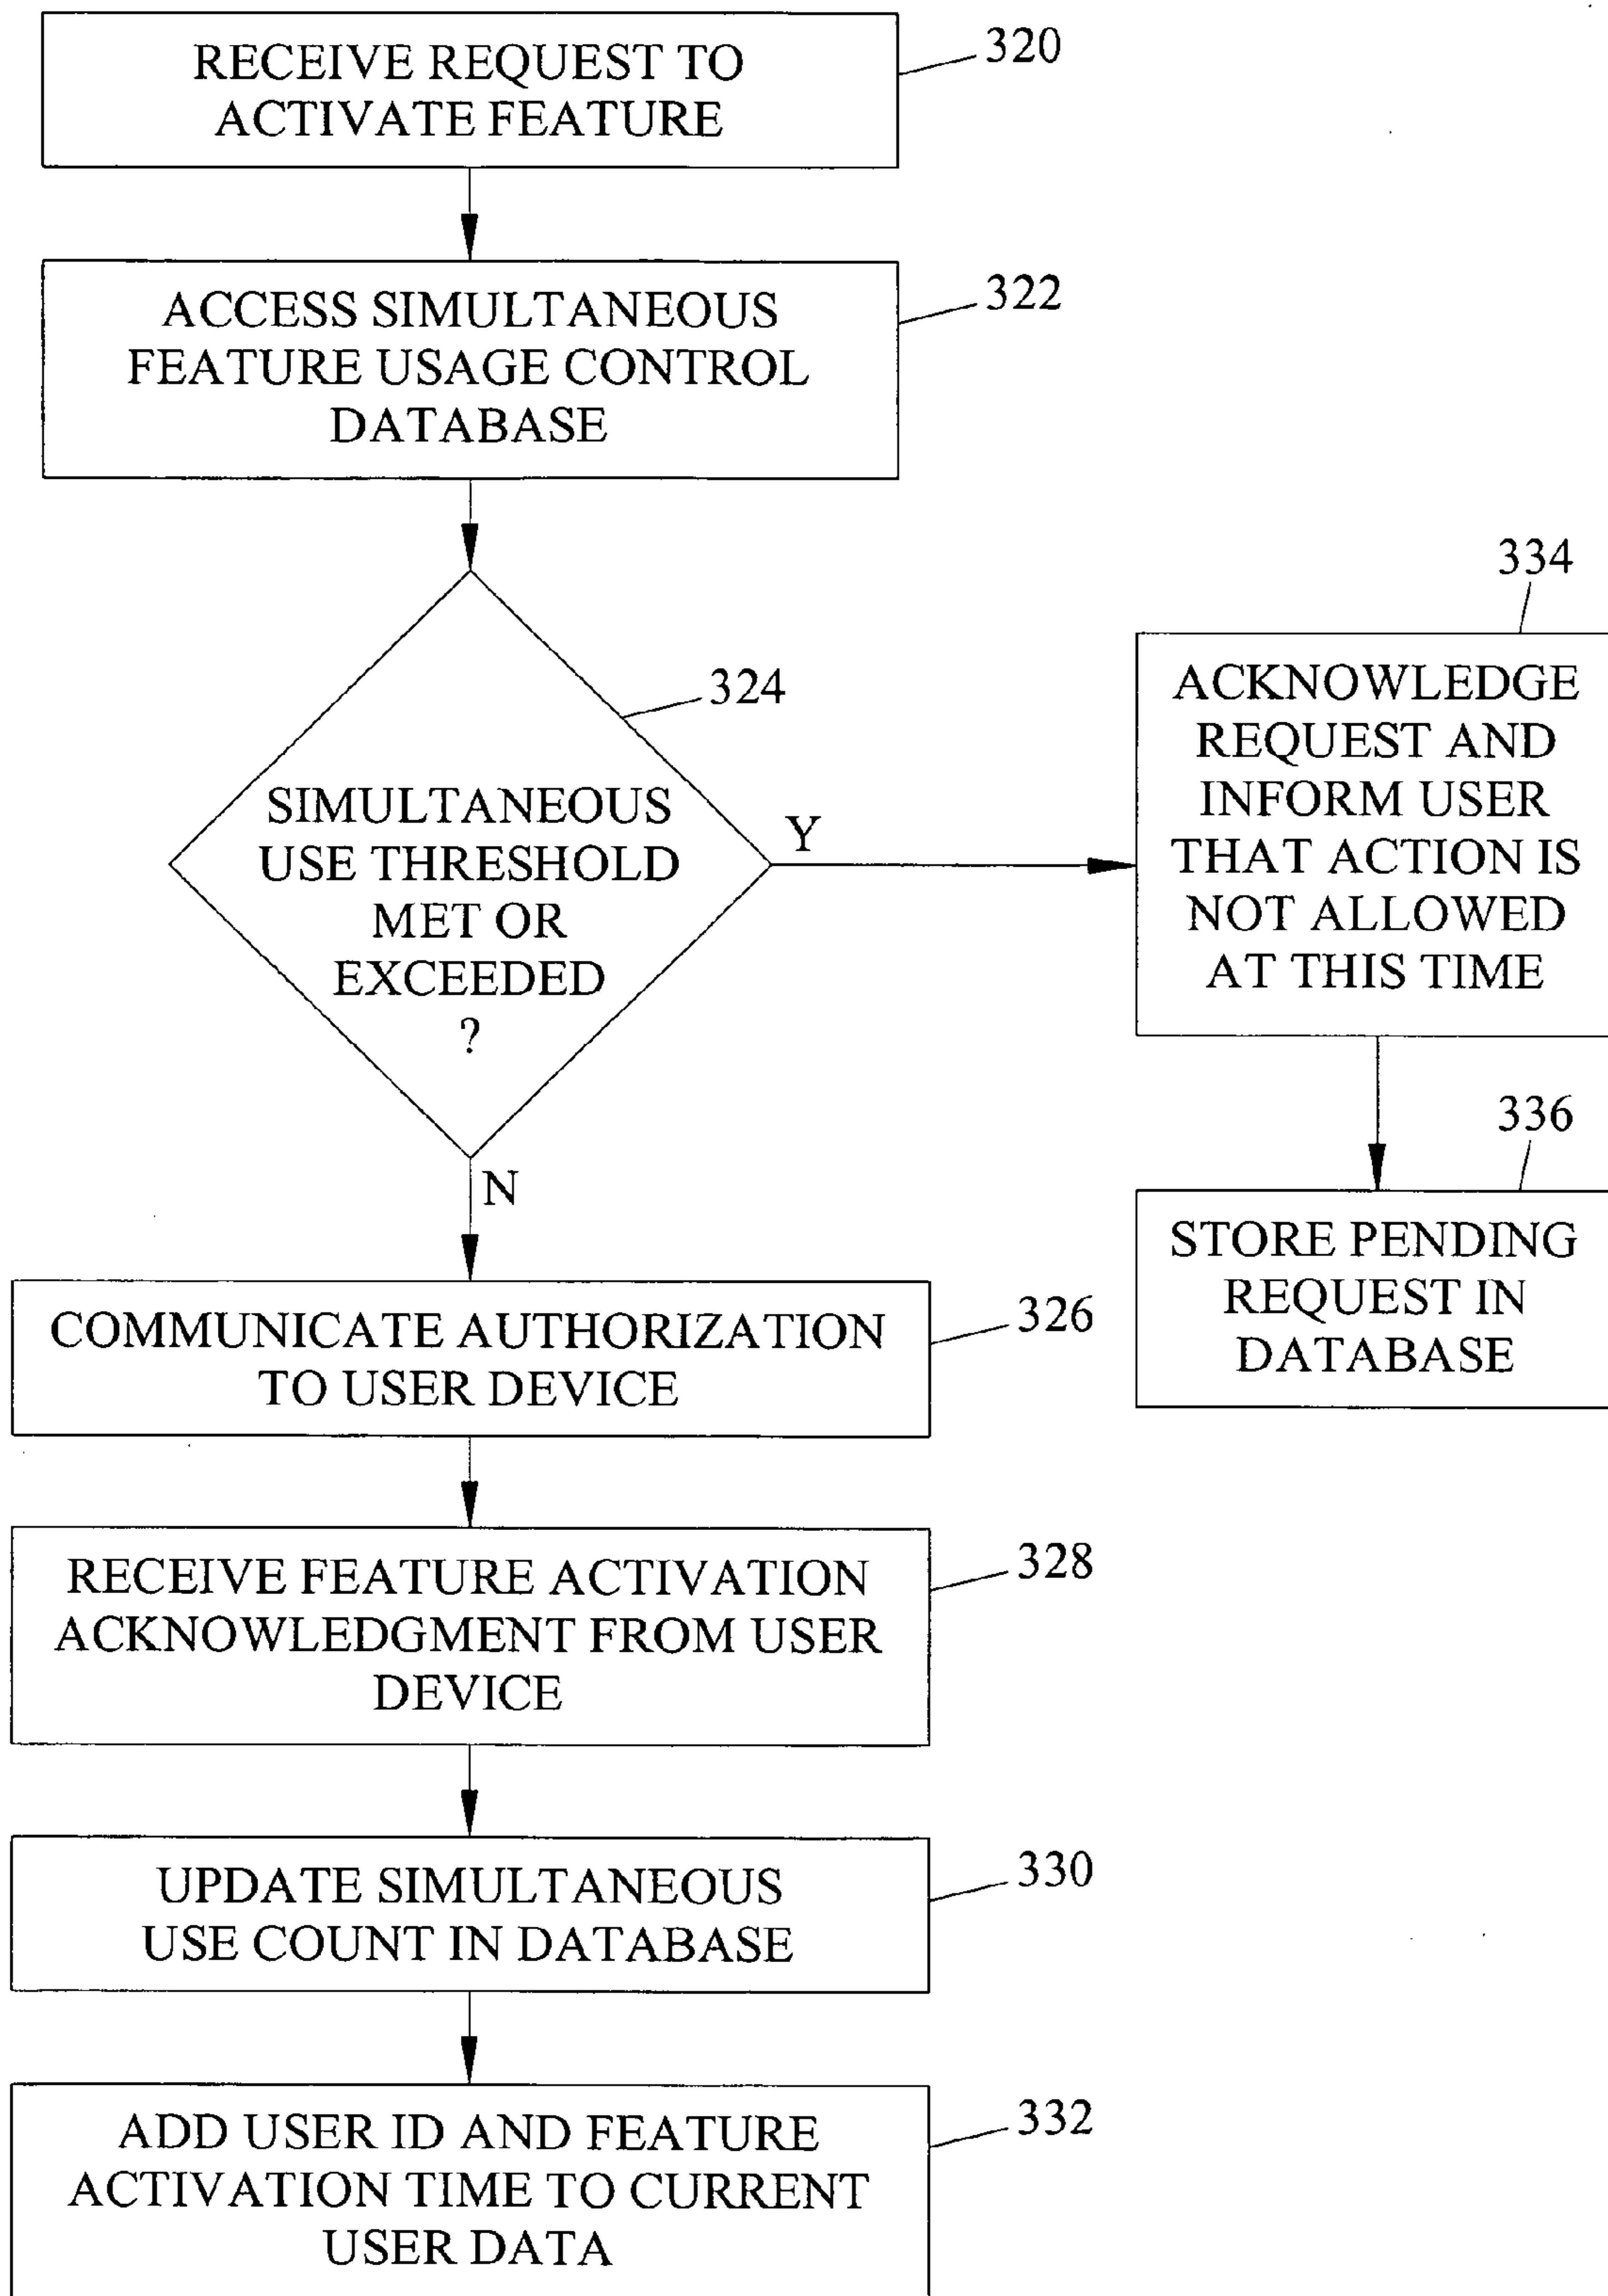 RECEIVE REQUEST TO
ACTIVATE FEATURE
320
ACCESS SIMULTANEOUS
FEATURE USAGE CONTROL
DATABASE
322
SIMULTANEOUS
USE THRESHOLD
MET OR
EXCEEDED
?
324
Y
N
334
ACKNOWLEDGE
REQUEST AND
INFORM USER
THAT ACTION IS
NOT ALLOWED
AT THIS TIME
336
STORE PENDING
REQUEST IN
DATABASE
COMMUNICATE AUTHORIZATION
TO USER DEVICE
326
RECEIVE FEATURE ACTIVATION
ACKNOWLEDGMENT FROM USER
DEVICE
328
UPDATE SIMULTANEOUS
USE COUNT IN DATABASE
330
ADD USER ID AND FEATURE
ACTIVATION TIME TO CURRENT
USER DATA
332